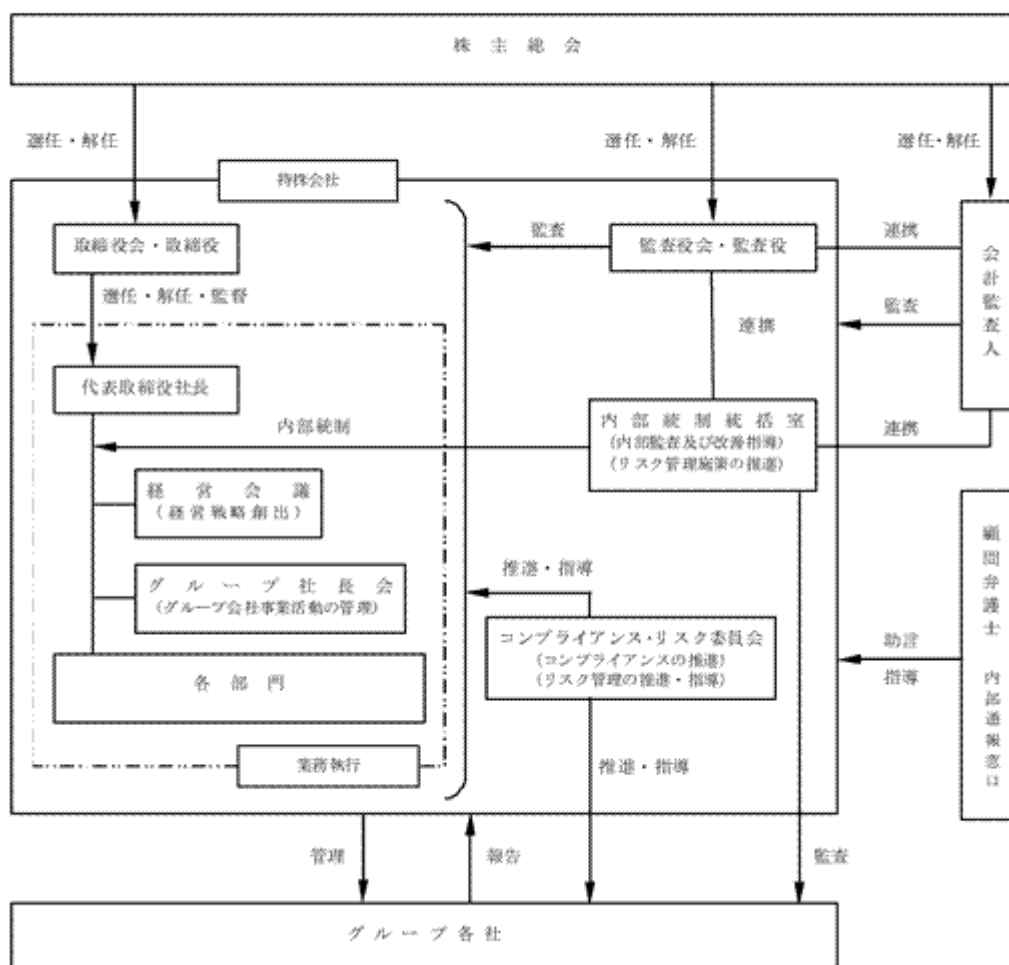 株主総会
選任・解任
選任・解任
選任・解任
持株会社
取締役会・取締役
監査
監査役会・監査役
連携
会計監査人
選任・解任・監督
監査
連携
代表取締役社長
内部統制
内部統制統括室
(内部監査及び改善指導)
(リスク管理施策の推進)
連携
経営会議
(経営戦略創出)
グループ社長会
(グループ会社事業活動の管理)
推進・指導
コンプライアンス・リスク委員会
(コンプライアンスの推進)
(リスク管理の推進・指導)
顧問弁護士 内部通報窓口
助言
指導
各部門
業務執行
推進・指導
管理
報告
監査
グループ各社